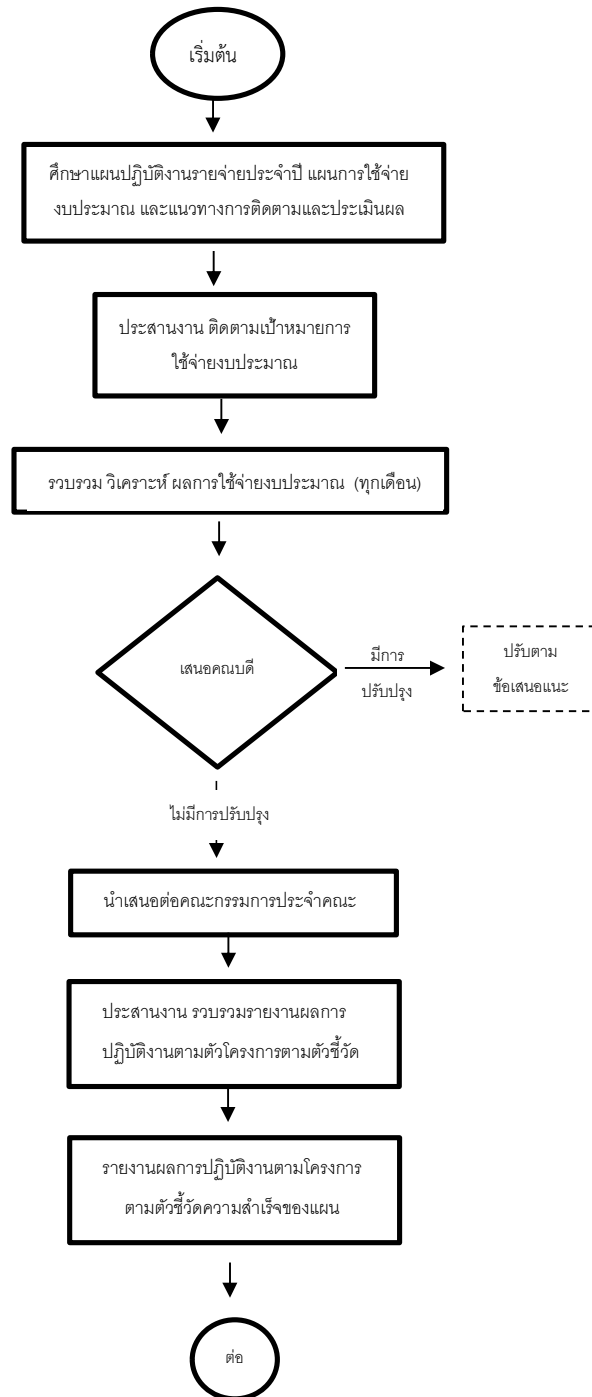 เริ่มต้น
ศึกษาแผนปฏิบัติงานรายจ่ายประจำปี แผนการใช้จ่าย
งบประมาณ และแนวทางการติดตามและประเมินผล
ประสานงาน ติดตามเป้าหมายการ
ใช้จ่ายงบประมาณ
รวบรวม วิเคราะห์ ผลการใช้จ่ายงบประมาณ (ทุกเดือน)
เสนอคณบดี
มีการ
ปรับปรุง
ปรับตาม
ข้อเสนอแนะ
ไม่มีการปรับปรุง
นำเสนอต่อคณะกรรมการประจำคณะ
ประสานงาน รวบรวมรายงานผลการ
ปฏิบัติงานตามตัวโครงการตามตัวชี้วัด
รายงานผลการปฏิบัติงานตามโครงการ
ตามตัวชี้วัดความสำเร็จของแผน
ต่อ